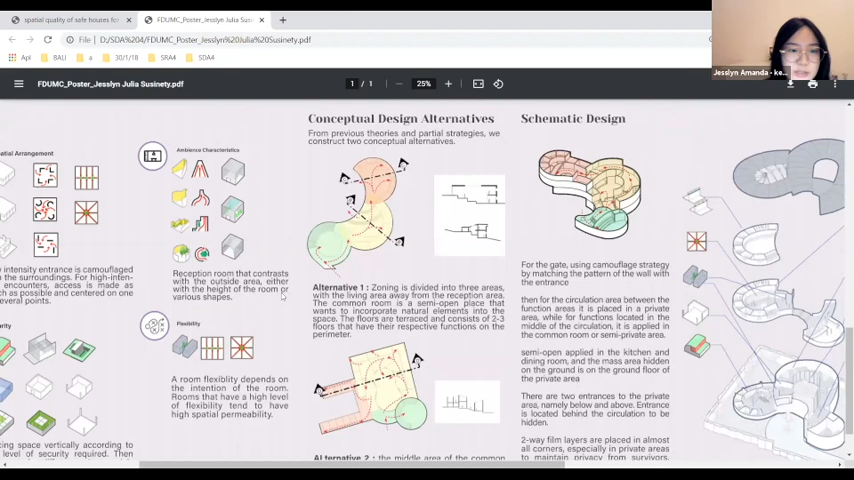 spatial quality of safe houses for
FDUMC_Poster_Jesslyn Julia Susin
File | D:/SDA%204/FDUMC_Poster_Jesslyn%20Julia%20Susinety.pdf
Apl
BALI
a
30/1/18
SRA4
SDA4
Jesslyn Amanda - ke
FDUMC_Poster_Jesslyn Julia Susinety.pdf
1 / 1
25%
patial Arrangement
intensity entrance is camouflaged
the surroundings. For high-inten-
access is made as
possible and centered on one
everal points.
urity
ing space vertically according to
level of security required. Then
Ambience Characteristics
Reception room that contrasts
with the outside area, either
with the height of the room or
various shapes.
Flexibility
A room flexiblity depends on
the intention of the room.
Rooms that have a high level
of flexibility tend to have
high spatial permeability.
Conceptual Design Alternatives
From previous theories and partial strategies, we
construct two conceptual alternatives.
Alternative 1 : Zoning is divided into three areas,
with the living area away from the reception area.
The common room is a semi-open place that
wants to incorporate natural elements into the
space. The floors are terraced and consists of 2-3
floors that have their respective functions on the
perimeter.
Alternative 2 : the middle area of the common
Schematic Design
For the gate, using camouflage strategy
by matching the pattern of the wall with
the entrance
then for the circulation area between the
function areas it is placed in a private
area, while for functions located in the
middle of the circulation, it is applied in
the common room or semi-private area.
semi-open applied in the kitchen and
dining room, and the mass area hidden
on the ground is on the ground floor of
the private area
There are two entrances to the private
area, namely below and above. Entrance
is located behind the circulation to be
hidden.
2-way film layers are placed in almost
all corners, especially in private areas
to maintain privacy from survivors.